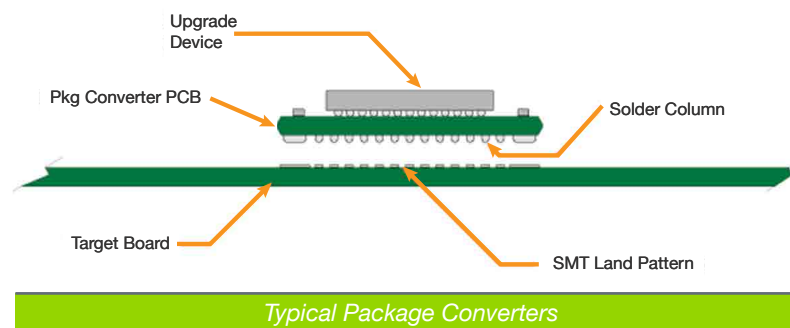 Upgrade
Device
Pkg Converter PCB
Solder Column
Target Board
SMT Land Pattern
Typical Package Converters